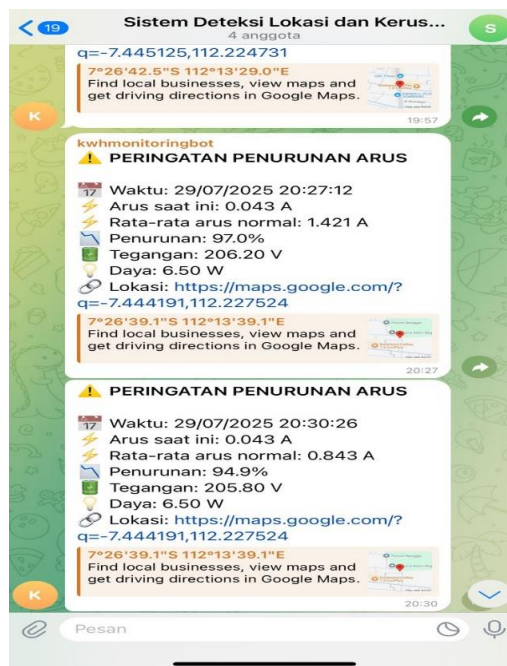 19
Sistem Deteksi Lokasi dan Kerus...
4 anggota
S
q=-7.445125,112.224731
7°26'42.5"S 112°13'29.0"E
Find local businesses, view maps and
get driving directions in Google Maps.
19:57
K
kwhmonitoringbot
⚠️ PERINGATAN PENURUNAN ARUS
📅 Waktu: 29/07/2025 20:27:12
⚡ Arus saat ini: 0.043 A
⚡ Rata-rata arus normal: 1.421 A
📉 Penurunan: 97.0%
🔋 Tegangan: 206.20 V
💡 Daya: 6.50 W
🔗 Lokasi: https://maps.google.com/?
q=-7.444191,112.227524
7°26'39.1"S 112°13'39.1"E
Find local businesses, view maps and
get driving directions in Google Maps.
20:27
⚠️ PERINGATAN PENURUNAN ARUS
📅 Waktu: 29/07/2025 20:30:26
⚡ Arus saat ini: 0.043 A
⚡ Rata-rata arus normal: 0.843 A
📉 Penurunan: 94.9%
🔋 Tegangan: 205.80 V
💡 Daya: 6.50 W
🔗 Lokasi: https://maps.google.com/?
q=-7.444191,112.227524
7°26'39.1"S 112°13'39.1"E
Find local businesses, view maps and
get driving directions in Google Maps.
20:30
K
Pesan